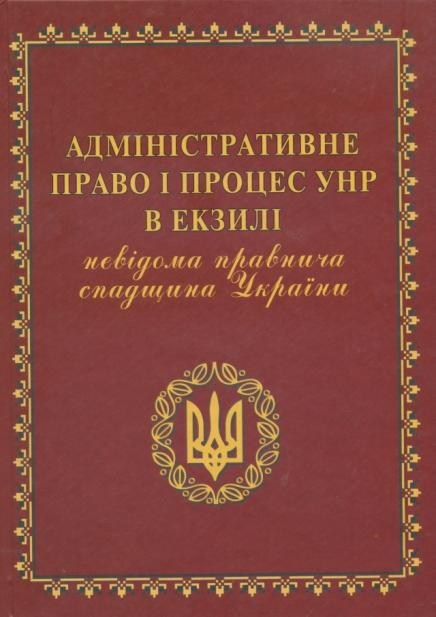 АДМІНІСТРАТИВНЕ
ПРАВО І ПРОЦЕС УНР
В ЕКЗИЛІ
невідома правнича
спадщина України